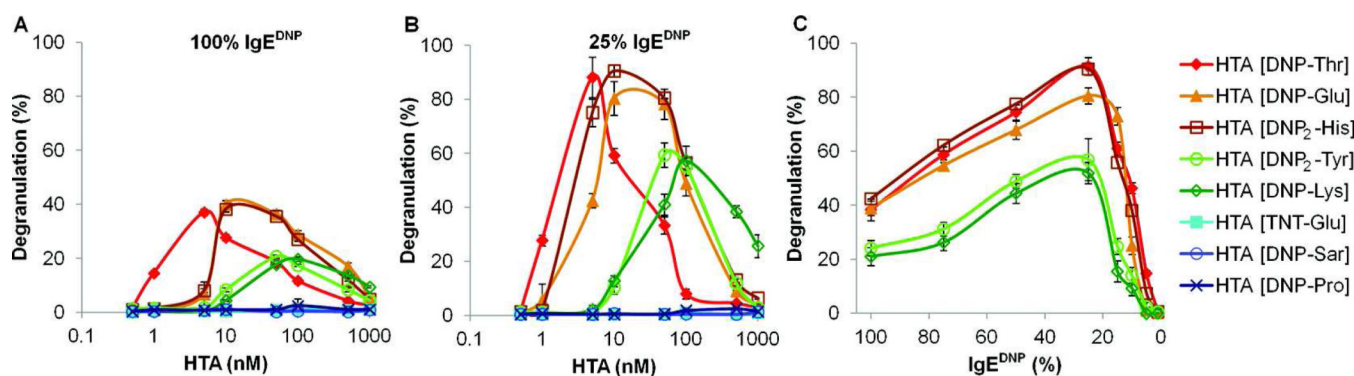 A
100% IgE^DNP
Degranulation (%)
100
80
60
40
20
0
0.1 1 10 100 1000
HTA (nM)
B
25% IgE^DNP
Degranulation (%)
100
80
60
40
20
0
0.1 1 10 100 1000
HTA (nM)
C
Degranulation (%)
100
80
60
40
20
0
100 80 60 40 20 0
IgE^DNP (%)
HTA [DNP-Thr]
HTA [DNP-Glu]
HTA [DNP₂-His]
HTA [DNP₂-Tyr]
HTA [DNP-Lys]
HTA [TNT-Glu]
HTA [DNP-Sar]
HTA [DNP-Pro]